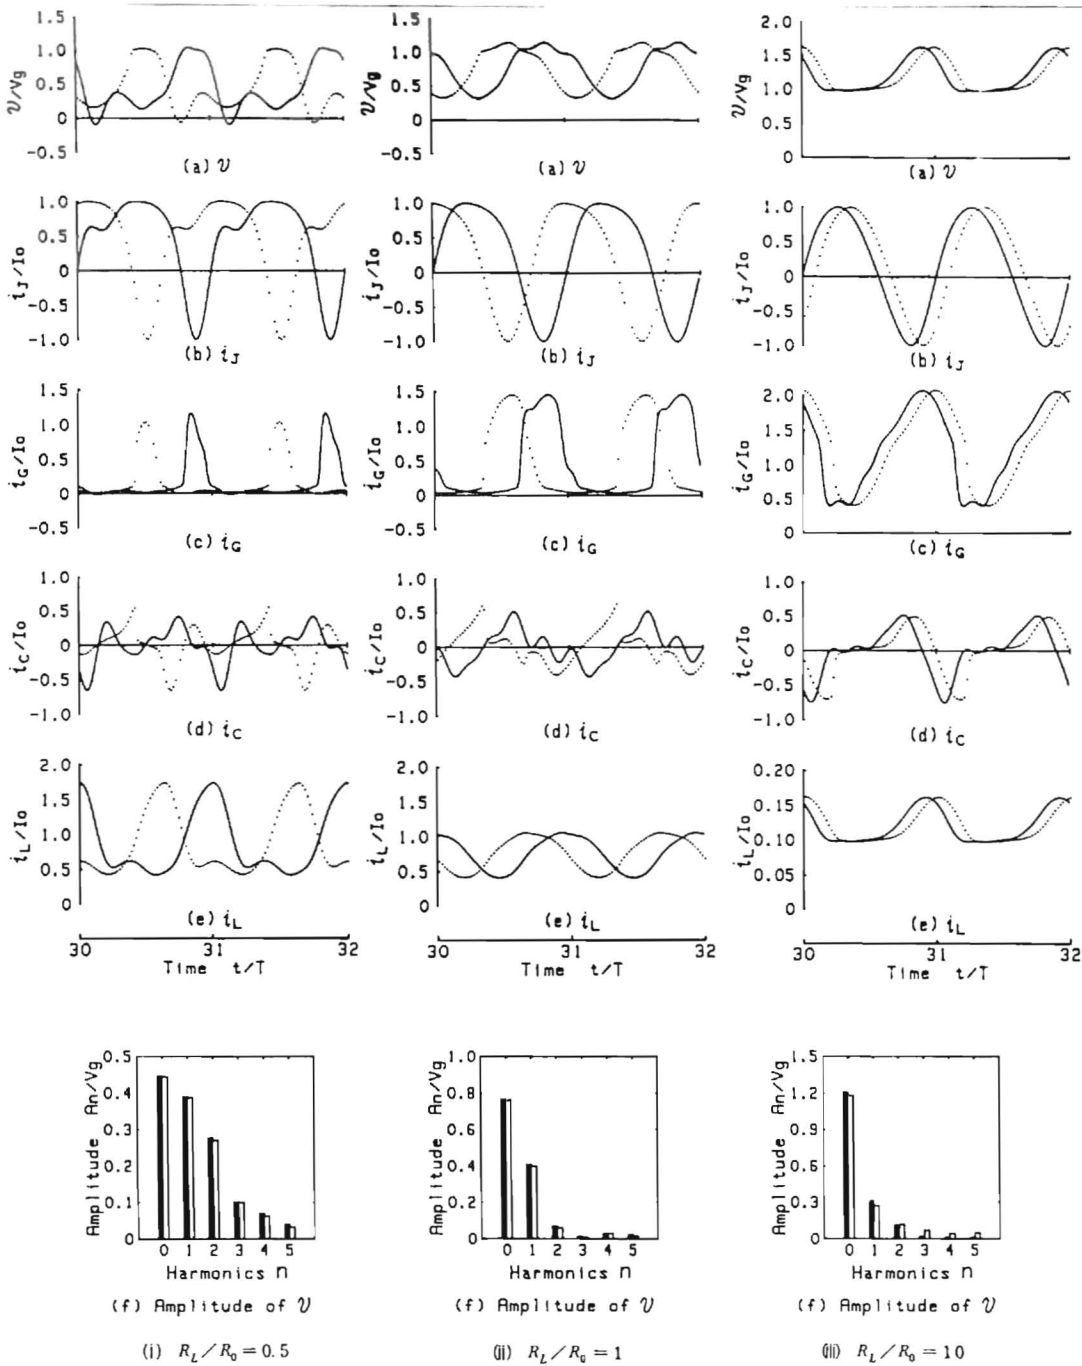 1.5
1.0
0.5
0
-0.5
V/Vg
(a) V
1.0
0.5
0
-0.5
-1.0
iJ/Io
(b) iJ
1.5
1.0
0.5
0
-0.5
iG/Io
(c) iG
1.0
0.5
0
-0.5
-1.0
iC/Io
(d) iC
2.0
1.5
1.0
0.5
0
iL/Io
(e) iL
30 31 32
Time t/T
0.5
0.4
0.3
0.2
0.1
0
Amplitude An/Vg
0 1 2 3 4 5
Harmonics n
(f) Amplitude of V
(i) R_L/R_0 = 0.5
1.5
1.0
0.5
0
-0.5
V/Vg
(a) V
1.0
0.5
0
-0.5
-1.0
iJ/Io
(b) iJ
1.5
1.0
0.5
0
-0.5
iG/Io
(c) iG
1.0
0.5
0
-0.5
-1.0
iC/Io
(d) iC
2.0
1.5
1.0
0.5
0
iL/Io
(e) iL
30 31 32
Time t/T
1.0
0.8
0.6
0.4
0.2
0
Amplitude An/Vg
0 1 2 3 4 5
Harmonics n
(f) Amplitude of V
(ii) R_L/R_0 = 1
2.0
1.5
1.0
0.5
0
V/Vg
(a) V
1.0
0.5
0
-0.5
-1.0
iJ/Io
(b) iJ
2.0
1.5
1.0
0.5
0
iG/Io
(c) iG
1.0
0.5
0
-0.5
-1.0
iC/Io
(d) iC
0.20
0.15
0.10
0.05
0
iL/Io
(e) iL
30 31 32
Time t/T
1.5
1.2
0.9
0.6
0.3
0
Amplitude An/Vg
0 1 2 3 4 5
Harmonics n
(f) Amplitude of V
(iii) R_L/R_0 = 10